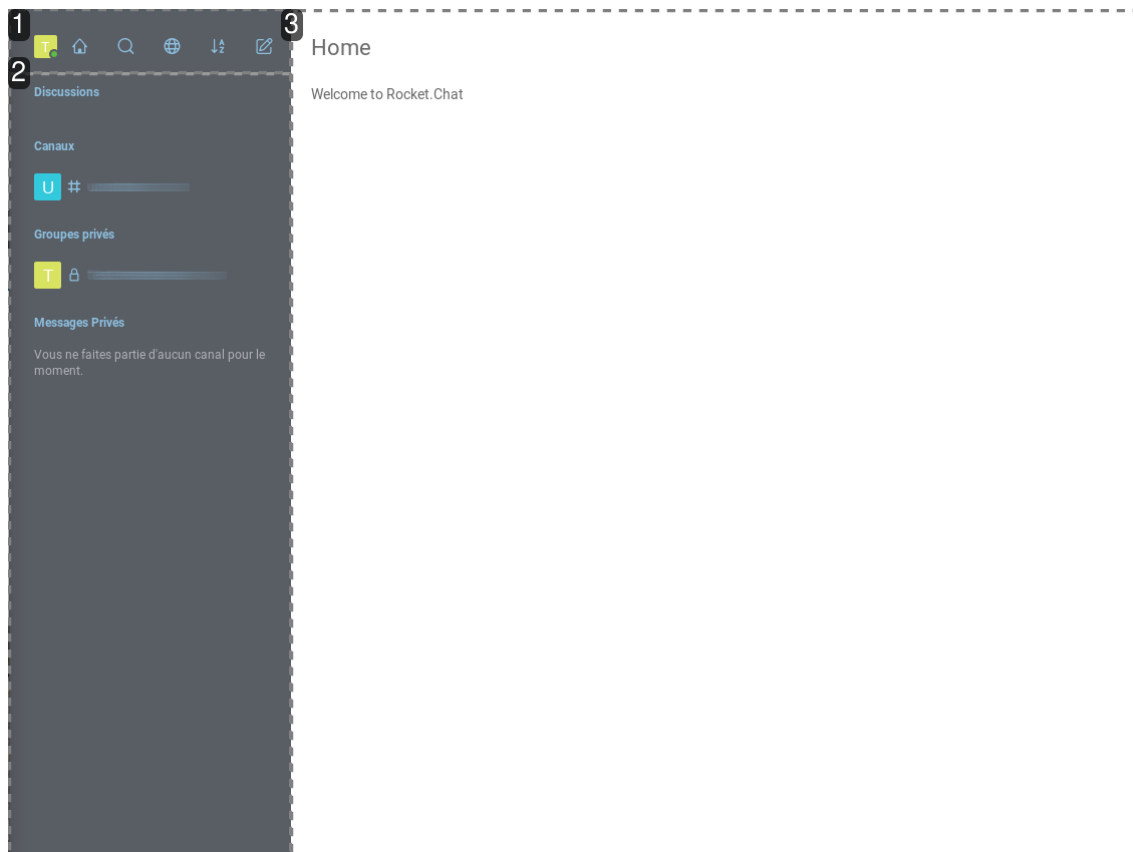 1
3
T
Home
2
Discussions
Welcome to Rocket.Chat
Canaux
U #
Groupes privés
T
Messages Privés
Vous ne faites partie d'aucun canal pour le
moment.